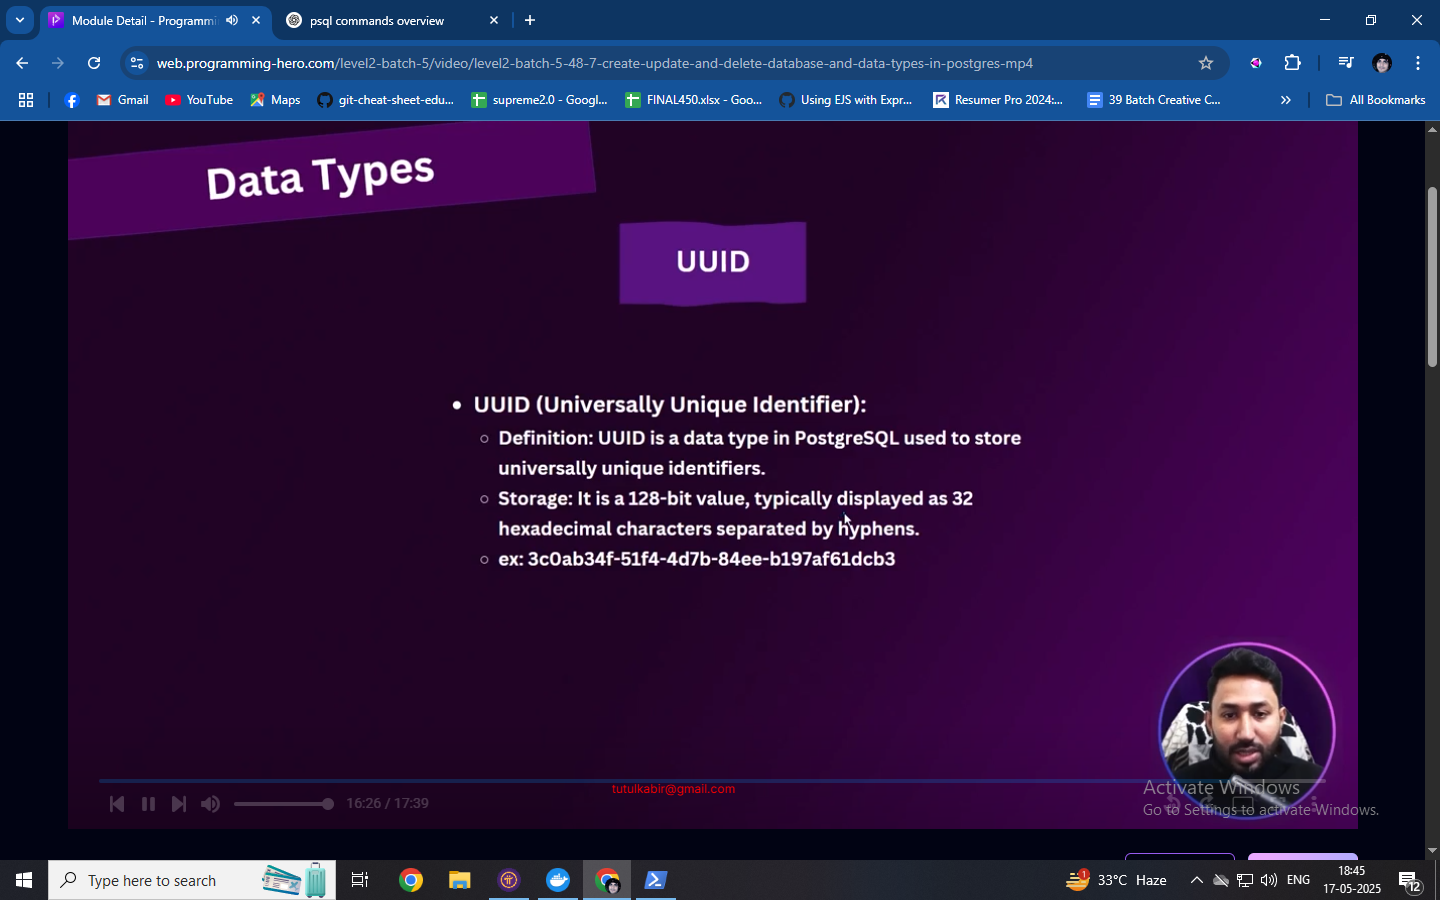 Module Detail - Programmi
psql commands overview
web.programming-hero.com/level2-batch-5/video/level2-batch-5-48-7-create-update-and-delete-database-and-data-types-in-postgres-mp4
Gmail
YouTube
Maps
git-cheat-sheet-edu...
supreme2.0 - Googl...
FINAL450.xlsx - Goo...
Using EJS with Expr...
Resumer Pro 2024:...
39 Batch Creative C...
All Bookmarks
Data Types
UUID
• UUID (Universally Unique Identifier):
○ Definition: UUID is a data type in PostgreSQL used to store
universally unique identifiers.
○ Storage: It is a 128-bit value, typically displayed as 32
hexadecimal characters separated by hyphens.
○ ex: 3c0ab34f-51f4-4d7b-84ee-b197af61dcb3
tutulkabir@gmail.com
Activate Windows
16:26 / 17:39
Go to Settings to activate Windows.
Type here to search
1
33°C Haze
ENG
18:45
17-05-2025
12